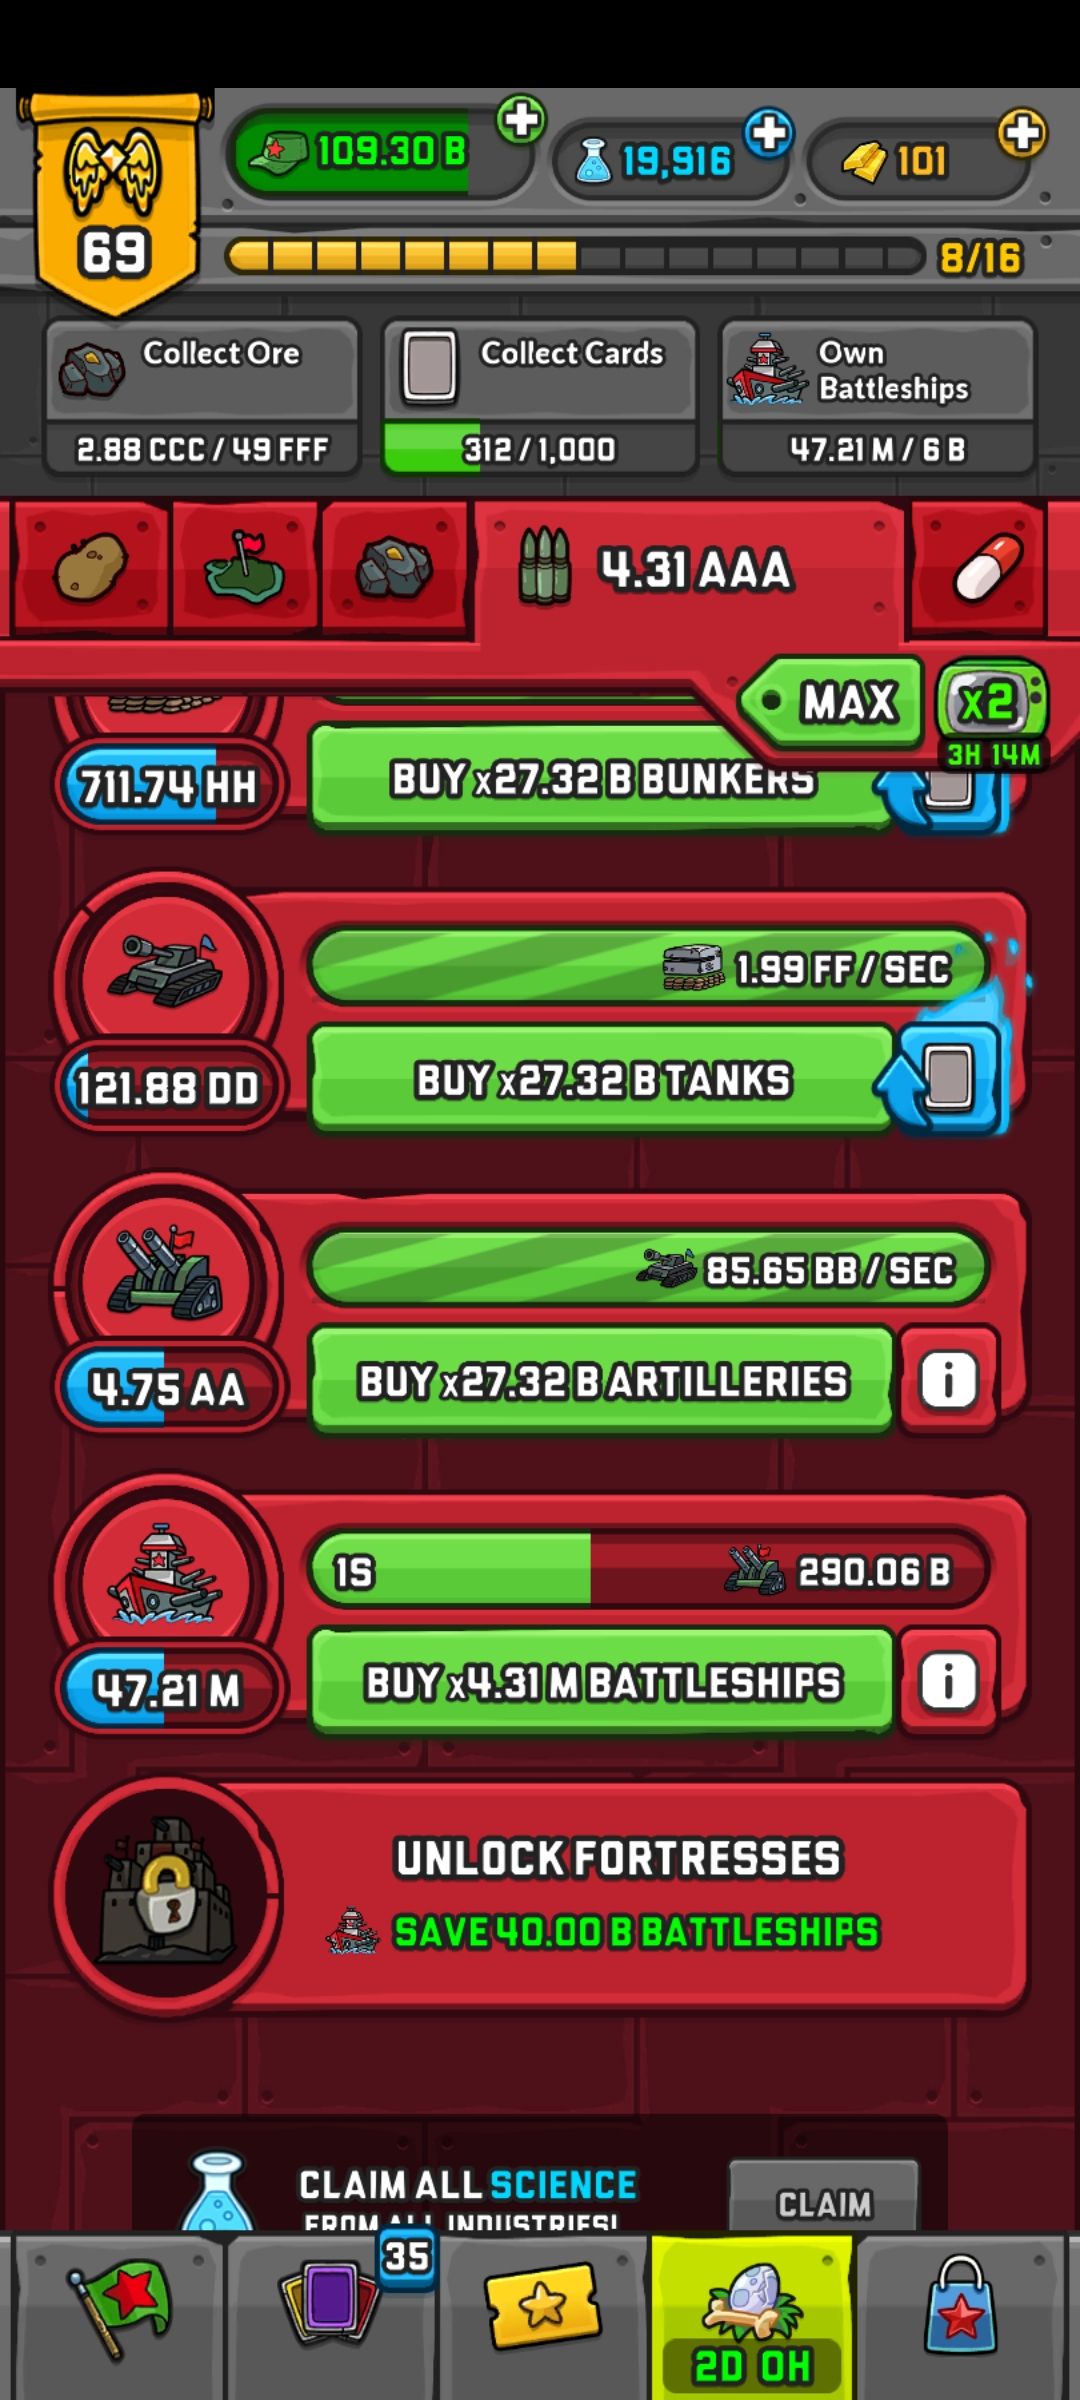 109.30 B
19,916
101
69
8/16
Collect Ore
2.88 CCC / 49 FFF
Collect Cards
312 / 1,000
Own
Battleships
47.21 M / 6 B
4.31 AAA
MAX
x2
3H 14M
711.74 HH
BUY x27.32 B BUNKERS
1.99 FF / SEC
121.88 DD
BUY x27.32 B TANKS
85.65 BB / SEC
4.75 AA
BUY x27.32 B ARTILLERIES
i
1S
290.06 B
47.21 M
BUY x4.31 M BATTLESHIPS
i
UNLOCK FORTRESSES
SAVE 40.00 B BATTLESHIPS
CLAIM ALL SCIENCE
FROM ALL INDUSTRIES!
CLAIM
35
2D 0H